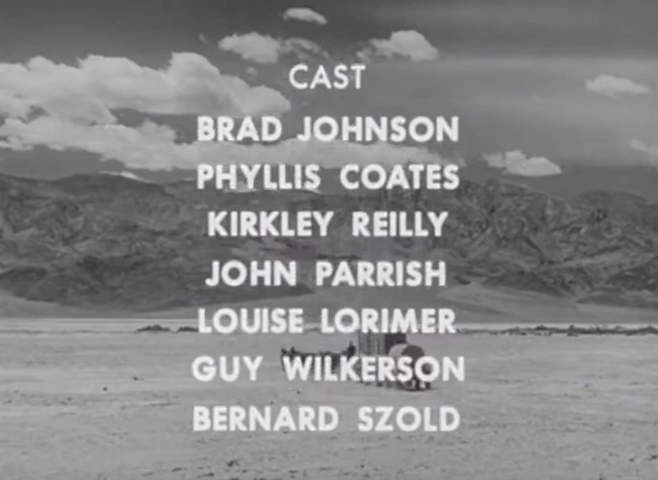 CAST
BRAD JOHNSON
PHYLLIS COATES
KIRKLEY REILLY
JOHN PARRISH
LOUISE LORIMER
GUY WILKERSON
BERNARD SZOLD